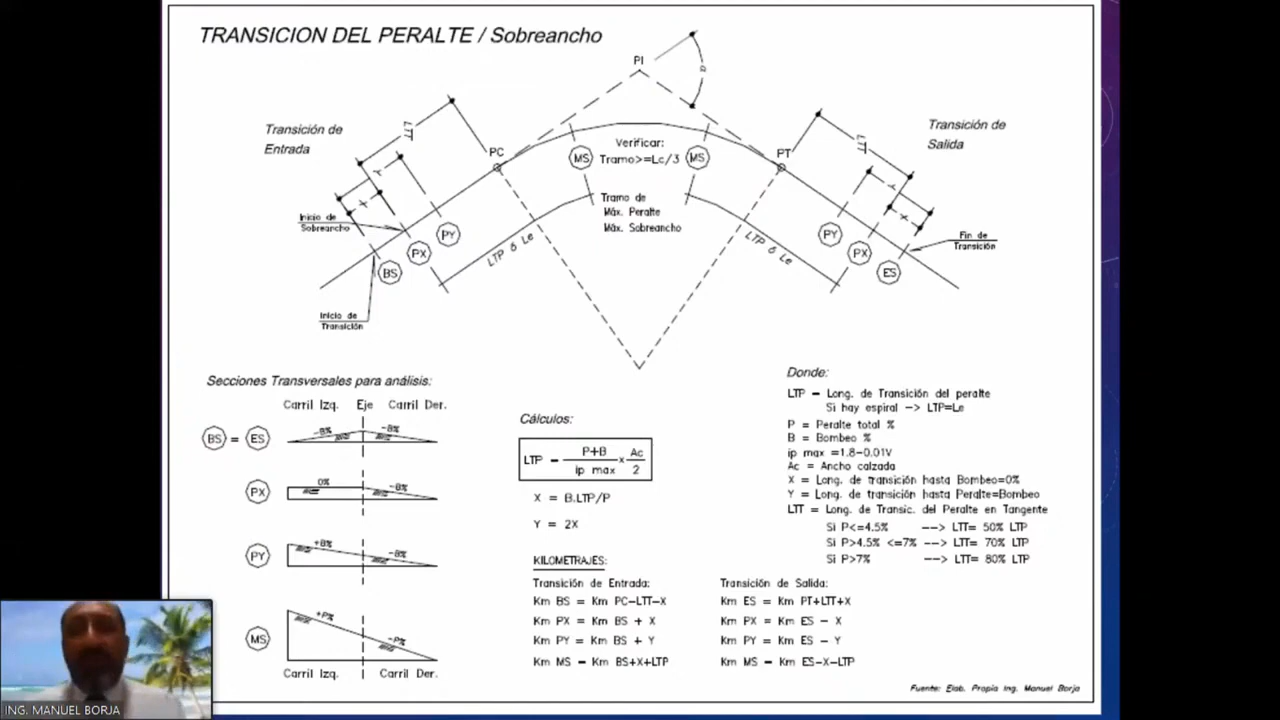 TRANSICION DEL PERALTE / Sobreancho
PI
α
Transición de
Entrada
LTT
Y
X
PC
Verificar:
Tramo>=Lc/3
MS
MS
PT
LTT
Y
X
Transición de
Salida
Inicio de
Sobreancho
Tramo de
Máx. Peralte
Máx. Sobreancho
PY
PX
BS
LTP ó Le
LTP ó Le
PY
PX
ES
Fin de
Transición
Inicio de
Transición
Secciones Transversales para análisis:
Carril Izq. Eje Carril Der.
BS = ES
-B% -B%
PX
0% -B%
PY
+B% -B%
MS
+P% -P%
Carril Izq. Carril Der.
Cálculos:
LTP = P+B / ip max x Ac / 2
X = B.LTP/P
Y = 2X
KILOMETRAJES:
Transición de Entrada:
Km BS = Km PC-LTT-X
Km PX = Km BS + X
Km PY = Km BS + Y
Km MS = Km BS+X+LTP
Transición de Salida:
Km ES = Km PT+LTT+X
Km PX = Km ES - X
Km PY = Km ES - Y
Km MS = Km ES-X-LTP
Donde:
LTP = Long. de Transición del peralte
Si hay espiral -> LTP=Le
P = Peralte total %
B = Bombeo %
ip max =1.8-0.01V
Ac = Ancho calzada
X = Long. de transición hasta Bombeo=0%
Y = Long. de transición hasta Peralte=Bombeo
LTT = Long. de Transic. del Peralte en Tangente
Si P<=4.5% --> LTT= 50% LTP
Si P>4.5% <=7% --> LTT= 70% LTP
Si P>7% --> LTT= 80% LTP
Fuente: Elab. Propia Ing. Manuel Borja
ING. MANUEL BORJA